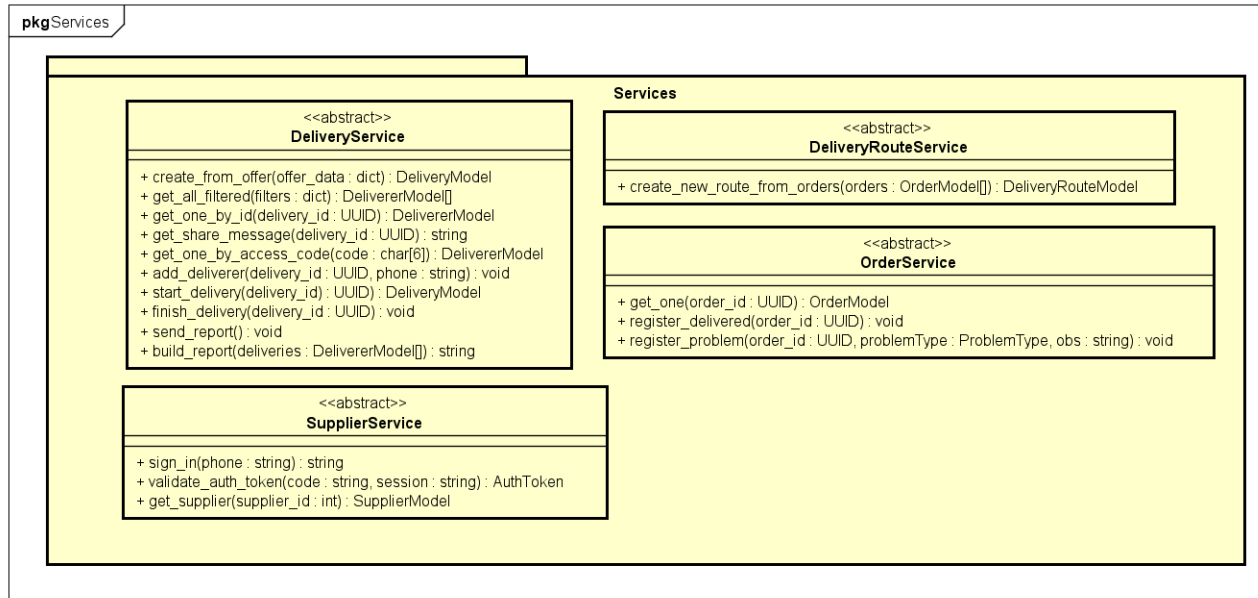 pkgServices
Services
<<abstract>>
DeliveryService
+ create_from_offer(offer_data : dict) : DeliveryModel
+ get_all_filtered(filters : dict) : DelivererModel[]
+ get_one_by_id(delivery_id : UUID) : DelivererModel
+ get_share_message(delivery_id : UUID) : string
+ get_one_by_access_code(code : char[6]) : DelivererModel
+ add_deliverer(delivery_id : UUID, phone : string) : void
+ start_delivery(delivery_id) : UUID) : DeliveryModel
+ finish_delivery(delivery_id : UUID) : void
+ send_report() : void
+ build_report(deliveries : DelivererModel[]) : string
<<abstract>>
DeliveryRouteService
+ create_new_route_from_orders(orders : OrderModel[]) : DeliveryRouteModel
<<abstract>>
OrderService
+ get_one(order_id : UUID) : OrderModel
+ register_delivered(order_id : UUID) : void
+ register_problem(order_id : UUID, problemType : ProblemType, obs : string) : void
<<abstract>>
SupplierService
+ sign_in(phone : string) : string
+ validate_auth_token(code : string, session : string) : AuthToken
+ get_supplier(supplier_id : int) : SupplierModel